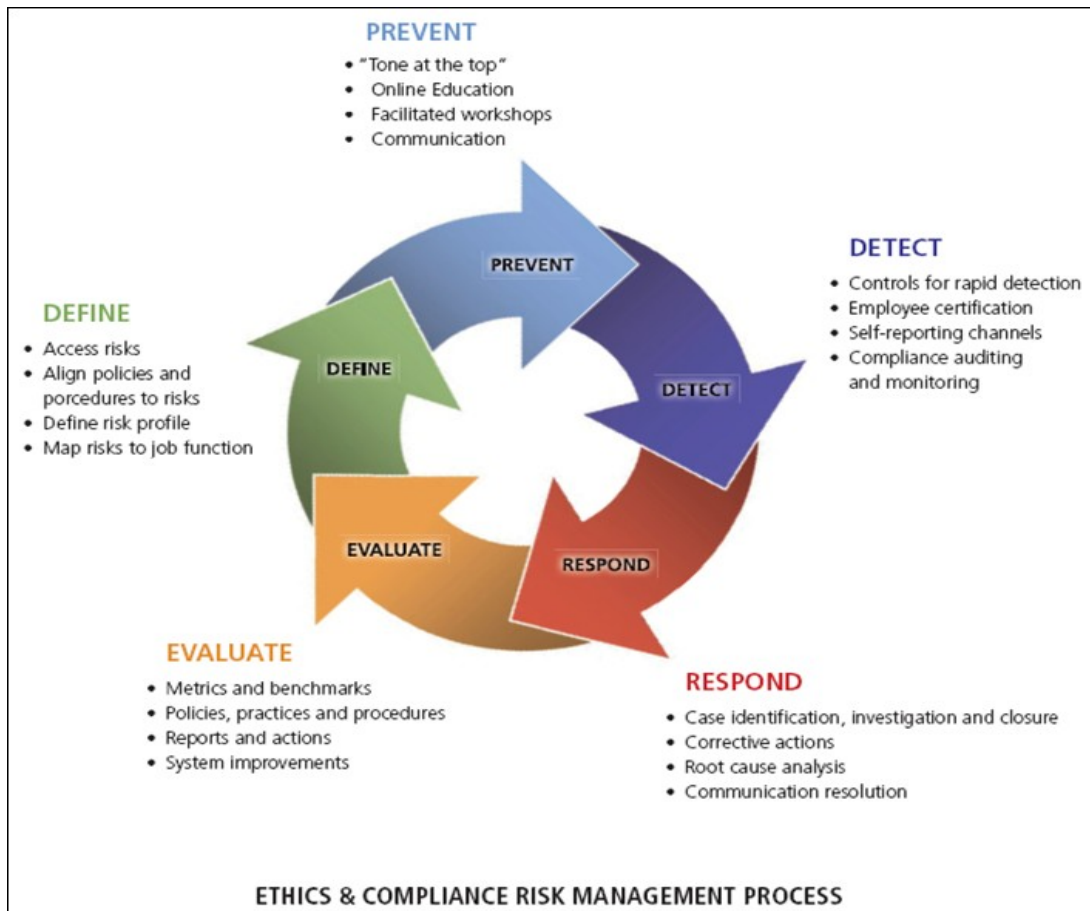 PREVENT
• "Tone at the top"
• Online Education
• Facilitated workshops
• Communication
PREVENT
DETECT
• Controls for rapid detection
• Employee certification
• Self-reporting channels
• Compliance auditing
and monitoring
DETECT
DEFINE
• Access risks
• Align policies and
porcedures to risks
• Define risk profile
• Map risks to job function
DEFINE
EVALUATE
RESPOND
EVALUATE
• Metrics and benchmarks
• Policies, practices and procedures
• Reports and actions
• System improvements
RESPOND
• Case identification, investigation and closure
• Corrective actions
• Root cause analysis
• Communication resolution
ETHICS & COMPLIANCE RISK MANAGEMENT PROCESS